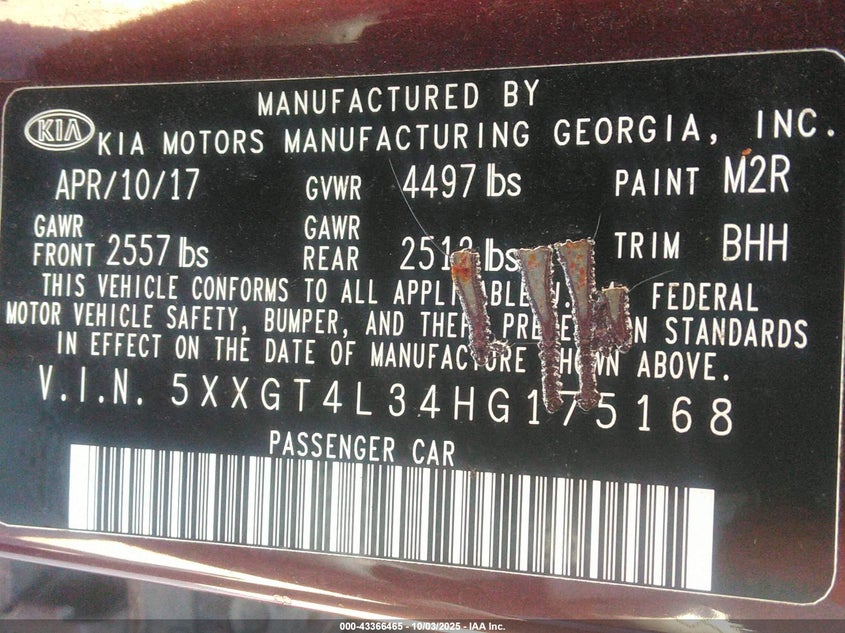 MANUFACTURED BY
KIA KIA MOTORS MANUFACTURING GEORGIA, INC.
APR/10/17 GVWR 4497 lbs PAINT M2R
GAWR FRONT 2557 lbs GAWR REAR lbs TRIM BHH
THIS VEHICLE CONFORMS TO ALL FEDERAL
MOTOR VEHICLE SAFETY, BUMPER, AND STANDARDS
IN EFFECT ON THE DATE OF MANUFACTURE SHOWN ABOVE.
V.I.N. 5XXGT4L34HG175168
PASSENGER CAR
000-43366465 - 10/03/2025 - IAA Inc.